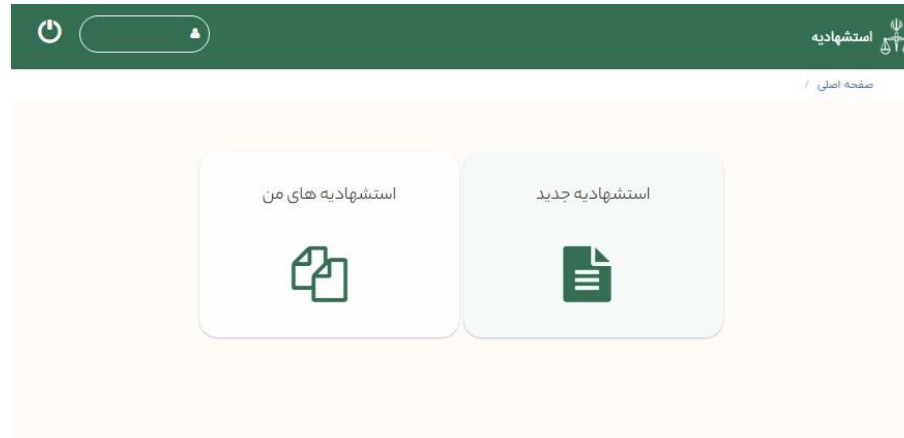 استشهادیه
صفحه اصلی /
استشهادیه جدید
استشهادیه های من